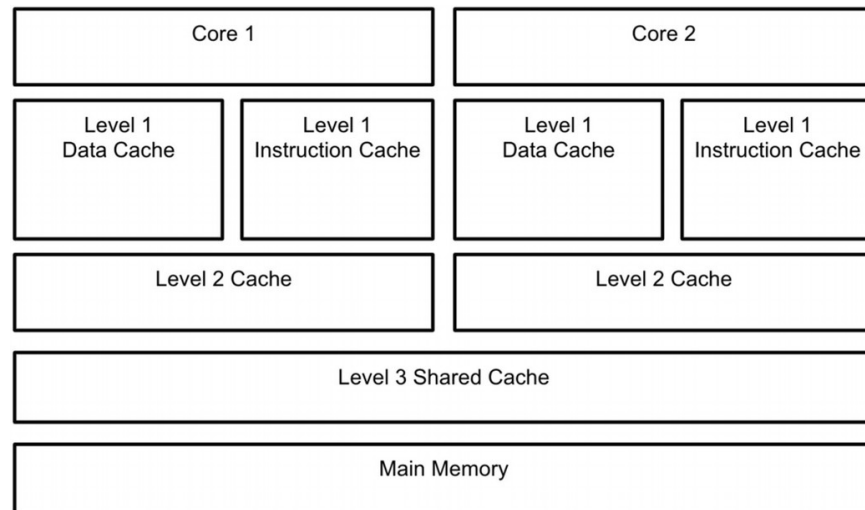 Core 1
Core 2
Level 1
Data Cache
Level 1
Instruction Cache
Level 1
Data Cache
Level 1
Instruction Cache
Level 2 Cache
Level 2 Cache
Level 3 Shared Cache
Main Memory